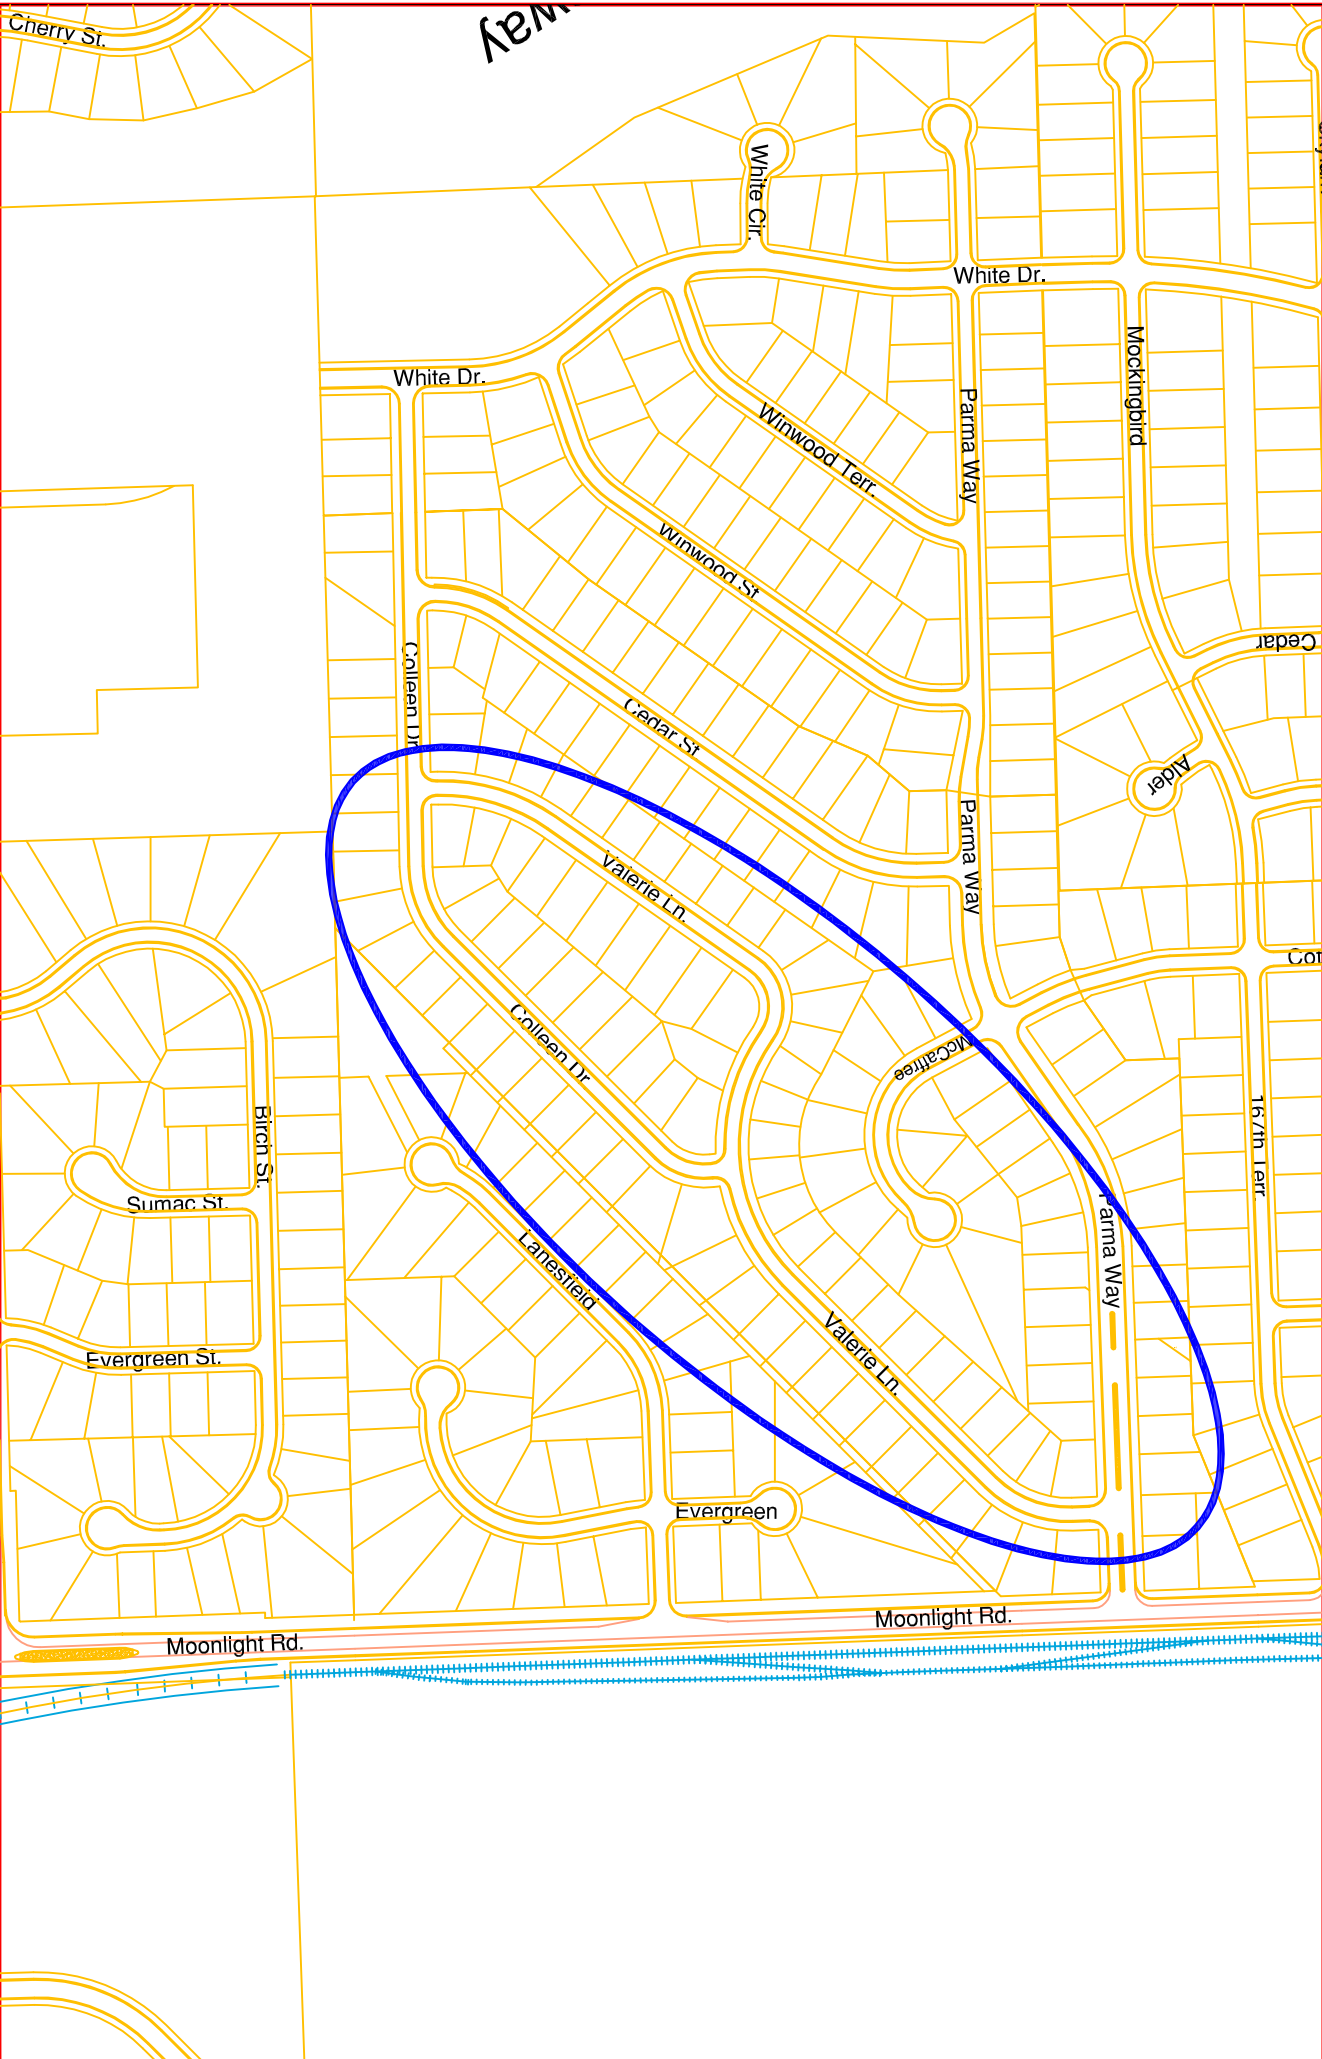 Cherry St.
way
White Cir.
White Dr.
White Dr.
Mockingbird
Parma Way
Winwood Terr.
Winwood St
Cedar
Colleen Dr
Cedar St
Alder
Parma Way
Valerie Ln.
Cot
Colleen Dr
McCaffree
Birch St.
167th Terr.
Sumac St.
Parma Way
Lanesfield
Valerie Ln.
Evergreen St.
Evergreen
Moonlight Rd.
Moonlight Rd.